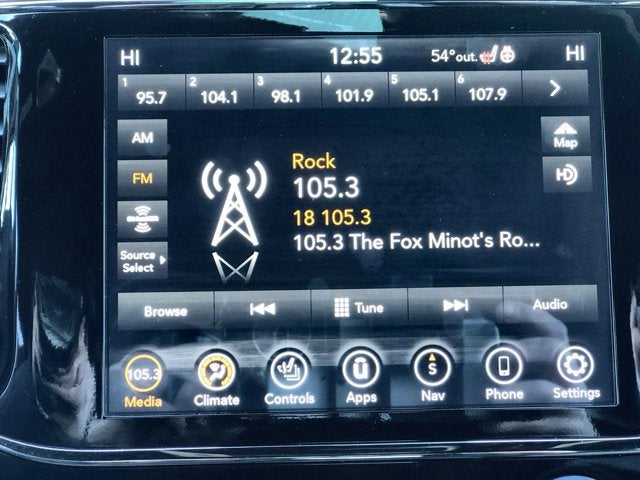 HI 12:55 54° out. HI
1 2 3 4 5 6
95.7 104.1 98.1 101.9 105.1 107.9
AM
FM
SIRIUSXM
Source
Select
Rock
105.3
18 105.3
105.3 The Fox Minot's Ro...
Map
HD
Browse Tune Audio
105.3 S
Media Climate Controls Apps Nav Phone Settings